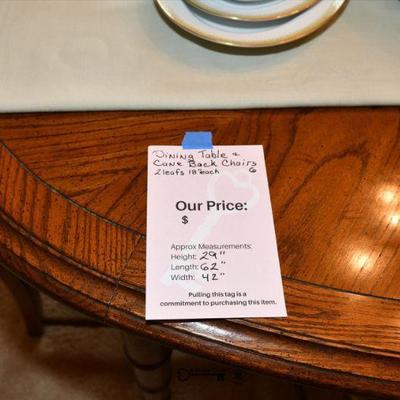 Dining Table &
Cane Back Chairs
2 leafs 18" each 6
Our Price:
$
Approx Measurements:
Height: 29"
Length: 62"
Width: 42"
Pulling this tag is a
commitment to purchasing this item.